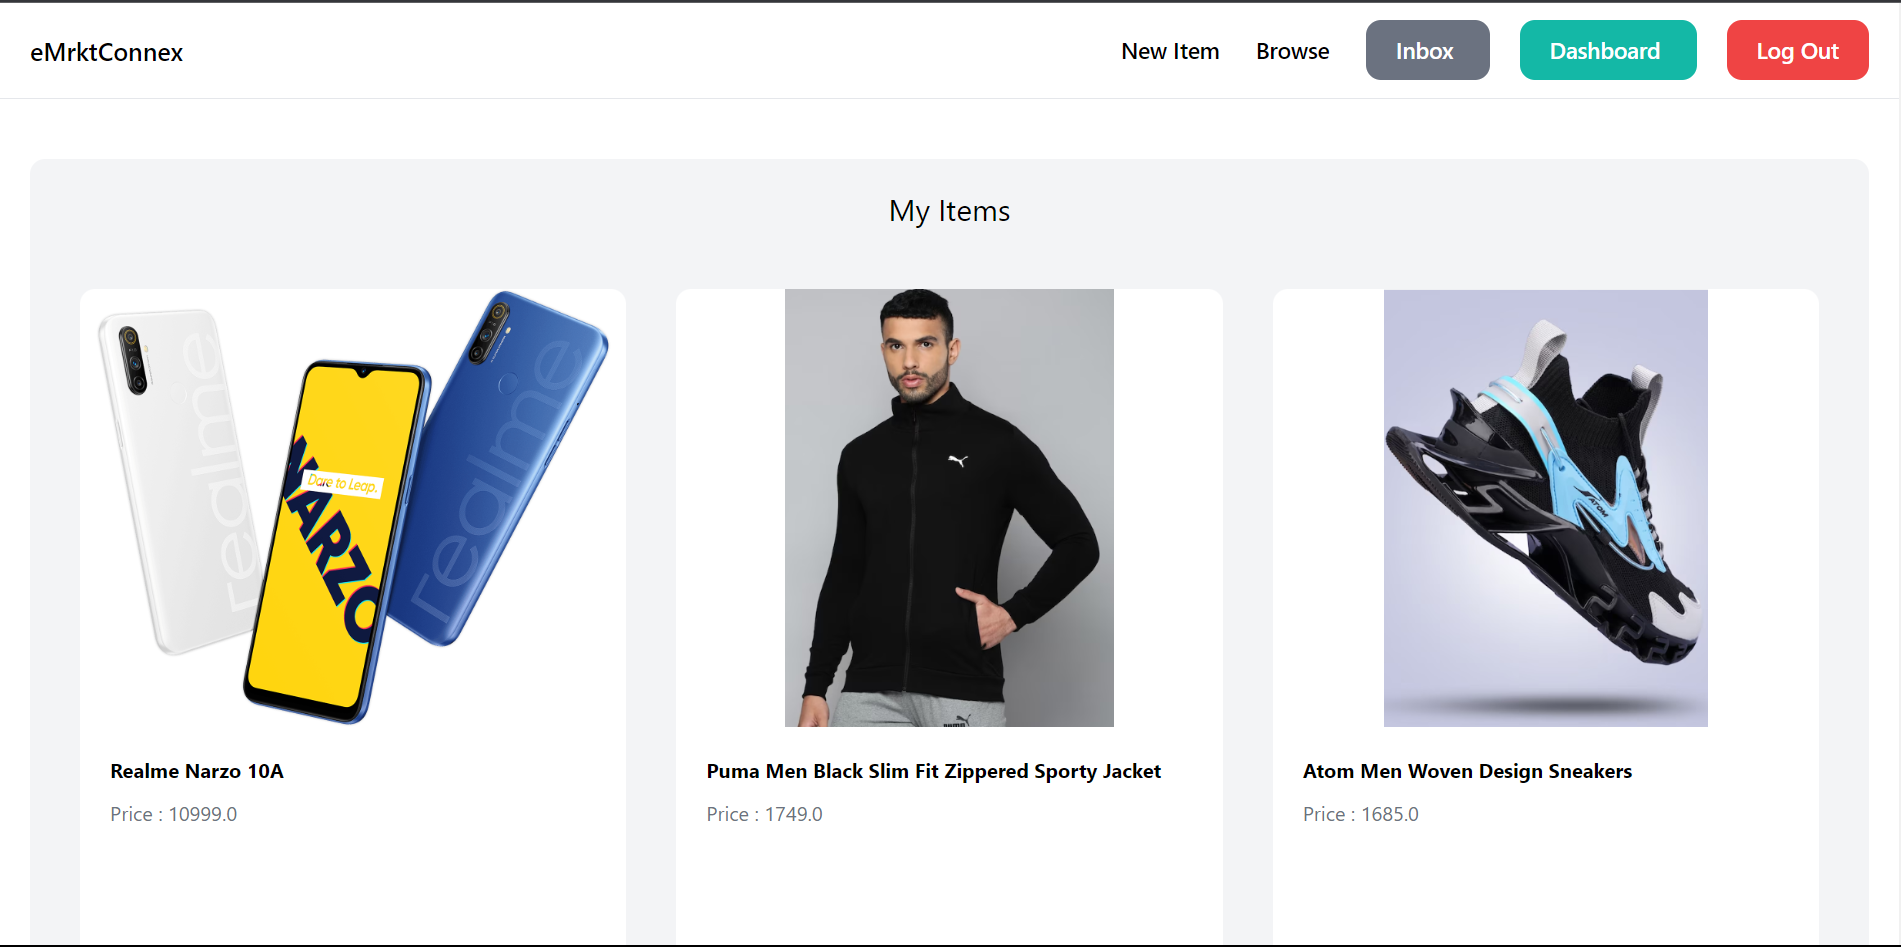 eMrktConnex
New Item
Browse
Inbox
Dashboard
Log Out
My Items
realme
Dare to Leap.
NARZO
realme
ATOM
Realme Narzo 10A
Price : 10999.0
Puma Men Black Slim Fit Zippered Sporty Jacket
Price : 1749.0
Atom Men Woven Design Sneakers
Price : 1685.0